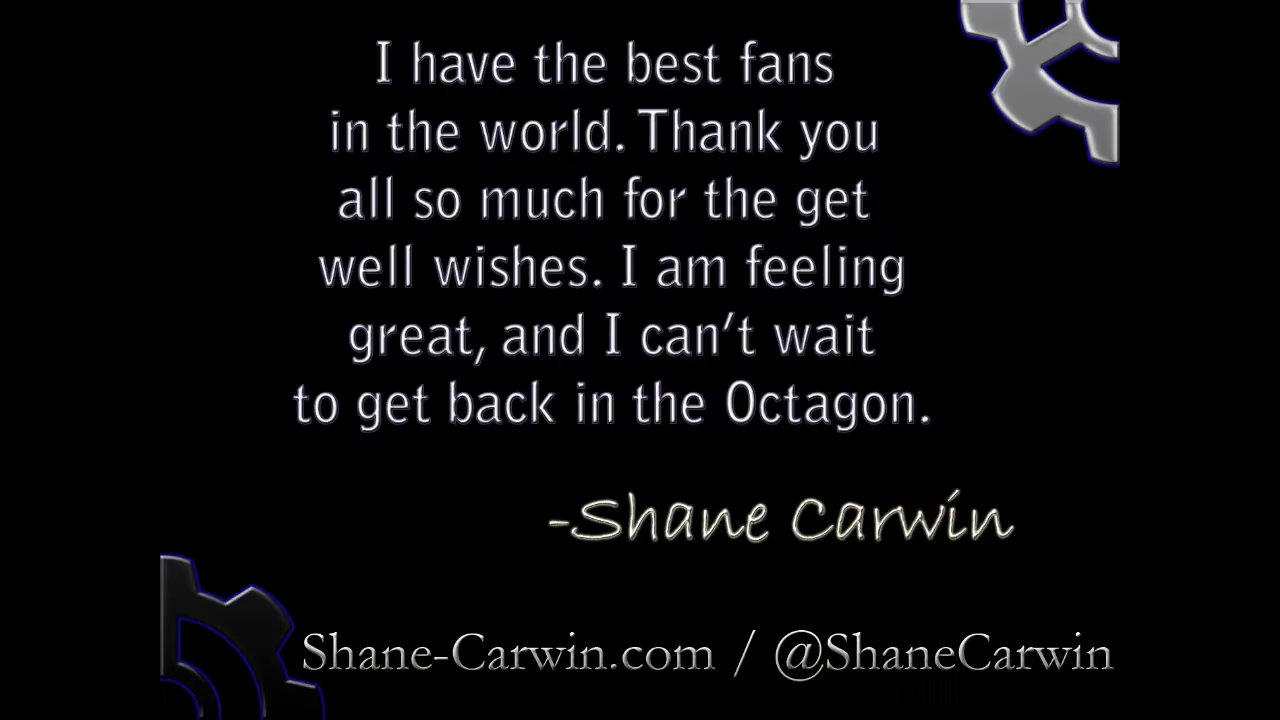 I have the best fans
in the world. Thank you
all so much for the get
well wishes. I am feeling
great, and I can’t wait
to get back in the Octagon.
-Shane Carwin
Shane-Carwin.com / @ShaneCarwin